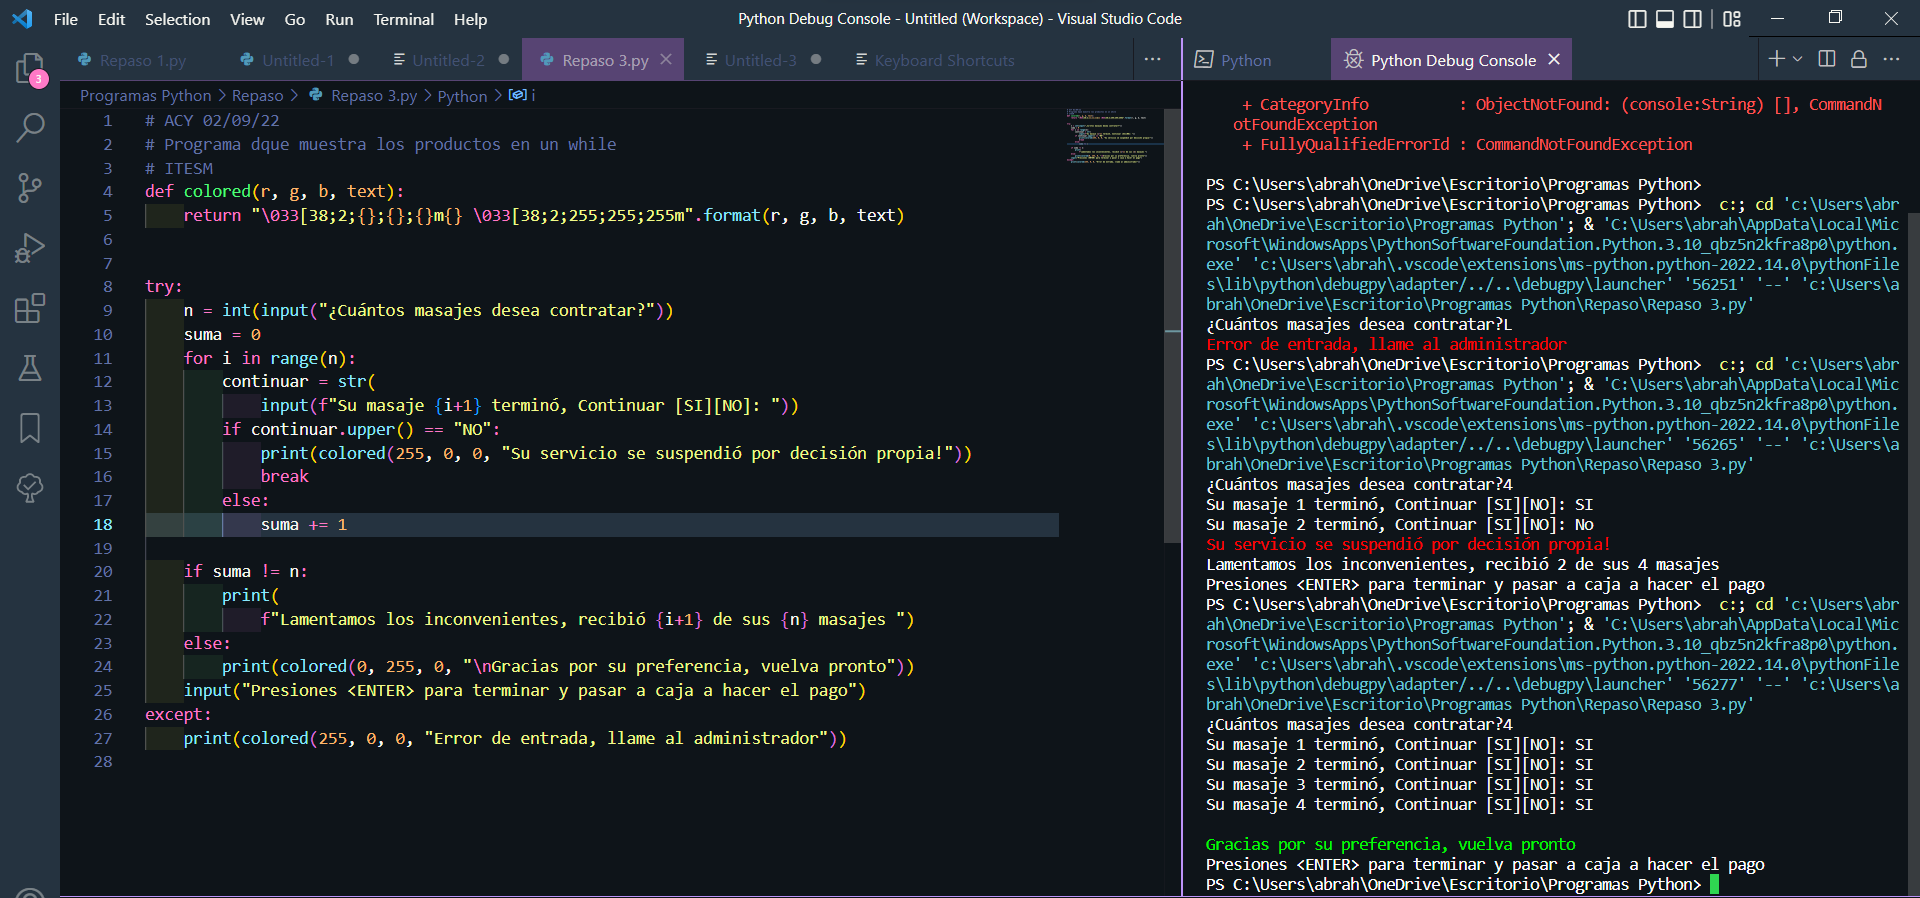 File Edit Selection View Go Run Terminal Help
Python Debug Console - Untitled (Workspace) - Visual Studio Code
3
Repaso 1.py Untitled-1 Untitled-2 Repaso 3.py Untitled-3 Keyboard Shortcuts
Programas Python > Repaso > Repaso 3.py > Python > i
1 # ACY 02/09/22
2 # Programa dque muestra los productos en un while
3 # ITESM
4 def colored(r, g, b, text):
5     return "\033[38;2;{};{};{}m{} \033[38;2;255;255;255m".format(r, g, b, text)
6
7
8 try:
9     n = int(input("¿Cuántos masajes desea contratar?"))
10     suma = 0
11     for i in range(n):
12         continuar = str(
13             input(f"Su masaje {i+1} terminó, Continuar [SI][NO]: "))
14         if continuar.upper() == "NO":
15             print(colored(255, 0, 0, "Su servicio se suspendió por decisión propia!"))
16             break
17         else:
18             suma += 1
19
20     if suma != n:
21         print(
22             f"Lamentamos los inconvenientes, recibió {i+1} de sus {n} masajes ")
23     else:
24         print(colored(0, 255, 0, "\nGracias por su preferencia, vuelva pronto"))
25     input("Presiones <ENTER> para terminar y pasar a caja a hacer el pago")
26 except:
27     print(colored(255, 0, 0, "Error de entrada, llame al administrador"))
28
Python
Python Debug Console
+ CategoryInfo          : ObjectNotFound: (console:String) [], CommandN
otFoundException
+ FullyQualifiedErrorId : CommandNotFoundException
PS C:\Users\abrah\OneDrive\Escritorio\Programas Python>
PS C:\Users\abrah\OneDrive\Escritorio\Programas Python>  c:; cd 'c:\Users\abr
ah\OneDrive\Escritorio\Programas Python'; & 'C:\Users\abrah\AppData\Local\Mic
rosoft\WindowsApps\PythonSoftwareFoundation.Python.3.10_qbz5n2kfra8p0\python.
exe' 'c:\Users\abrah\.vscode\extensions\ms-python.python-2022.14.0\pythonFile
s\lib\python\debugpy\adapter/../..\debugpy\launcher' '56251' '--' 'c:\Users\a
brah\OneDrive\Escritorio\Programas Python\Repaso\Repaso 3.py'
¿Cuántos masajes desea contratar?L
Error de entrada, llame al administrador
PS C:\Users\abrah\OneDrive\Escritorio\Programas Python>  c:; cd 'c:\Users\abr
ah\OneDrive\Escritorio\Programas Python'; & 'C:\Users\abrah\AppData\Local\Mic
rosoft\WindowsApps\PythonSoftwareFoundation.Python.3.10_qbz5n2kfra8p0\python.
exe' 'c:\Users\abrah\.vscode\extensions\ms-python.python-2022.14.0\pythonFile
s\lib\python\debugpy\adapter/../..\debugpy\launcher' '56265' '--' 'c:\Users\a
brah\OneDrive\Escritorio\Programas Python\Repaso\Repaso 3.py'
¿Cuántos masajes desea contratar?4
Su masaje 1 terminó, Continuar [SI][NO]: SI
Su masaje 2 terminó, Continuar [SI][NO]: No
Su servicio se suspendió por decisión propia!
Lamentamos los inconvenientes, recibió 2 de sus 4 masajes
Presiones <ENTER> para terminar y pasar a caja a hacer el pago
PS C:\Users\abrah\OneDrive\Escritorio\Programas Python>  c:; cd 'c:\Users\abr
ah\OneDrive\Escritorio\Programas Python'; & 'C:\Users\abrah\AppData\Local\Mic
rosoft\WindowsApps\PythonSoftwareFoundation.Python.3.10_qbz5n2kfra8p0\python.
exe' 'c:\Users\abrah\.vscode\extensions\ms-python.python-2022.14.0\pythonFile
s\lib\python\debugpy\adapter/../..\debugpy\launcher' '56277' '--' 'c:\Users\a
brah\OneDrive\Escritorio\Programas Python\Repaso\Repaso 3.py'
¿Cuántos masajes desea contratar?4
Su masaje 1 terminó, Continuar [SI][NO]: SI
Su masaje 2 terminó, Continuar [SI][NO]: SI
Su masaje 3 terminó, Continuar [SI][NO]: SI
Su masaje 4 terminó, Continuar [SI][NO]: SI
Gracias por su preferencia, vuelva pronto
Presiones <ENTER> para terminar y pasar a caja a hacer el pago
PS C:\Users\abrah\OneDrive\Escritorio\Programas Python>